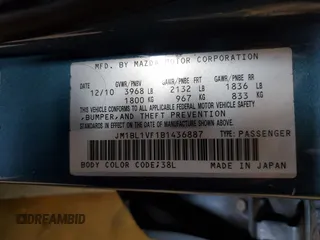 MFD. BY MAZDA MOTOR CORPORATION
GVWR/PNBV GAWR/PNBE FRT GAWR/PNBE RR
12/10 3968 LB 2132 LB 1836 LB
1800 KG 967 KG 833 KG
THIS VEHICLE CONFORMS TO ALL APPLICABLE FEDERAL MOTOR VEHICLE SAFETY
,BUMPER,AND THEFT PREVENTION
STANDARDS IN EFFECT ON THE DATE OF MANUFACTURE SHOWN ABOVE.
JM1BL1VF1B1436887 TYPE:PASSENGER
BODY COLOR CODE:38L MADE IN JAPAN
©DREAMBID